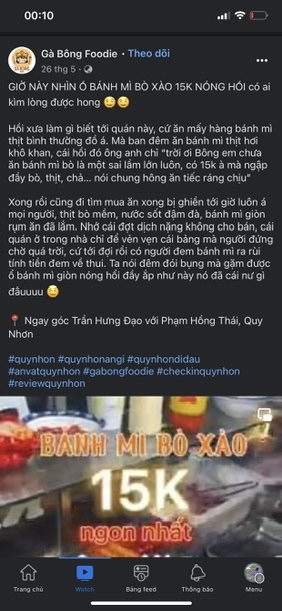 00:10
Gà Bông Foodie • Theo dõi
26 thg 5 •
GIỜ NÀY NHÌN Ổ BÁNH MÌ BÒ XÀO 15K NÓNG HỔI có ai
kìm lòng được hong
Hồi xưa làm gì biết tới quán này, cứ ăn mấy hàng bánh mì
thịt bình thường đồ á. Mà ban đêm ăn bánh mì thịt hơi
khô khan, cái hồi đó ông anh chỉ “trời ơi Bông em chưa
ăn bánh mì bò là một sai lầm lớn luôn, có 15k à mà ngập
đầy bò, thịt, chả... nói chung hông ăn tiếc ráng chịu”
Xong rồi cũng đi tìm mua ăn xong bị ghiền tới giờ luôn á
mọi người, thịt bò mềm, nước sốt đậm đà, bánh mì giòn
rụm ăn đã lắm. Nhớ cái đợt dịch nặng không cho bán, cái
quán ở trong nhà chỉ để vẻn vẹn cái bảng mà người đứng
chờ quá trời, cứ tới đợi rồi có người đem bánh mì ra rùi
tính tiền đem về thui. Ta nói đêm đói bụng mà gặm được
ổ bánh mì giòn nóng hổi đầy ắp như này nó đã cái nư gì
đâuuuu
Ngay góc Trần Hưng Đạo với Phạm Hồng Thái, Quy
Nhơn
#quynhon #quynhonangi #quynhondidau
#anvatquynhon #gabongfoodie #checkinquynhon
#reviewquynhon
BÁNH MÌ BÒ XÀO
15K
ngon nhất
Trang chủ
Watch
Bảng feed
Thông báo
Menu